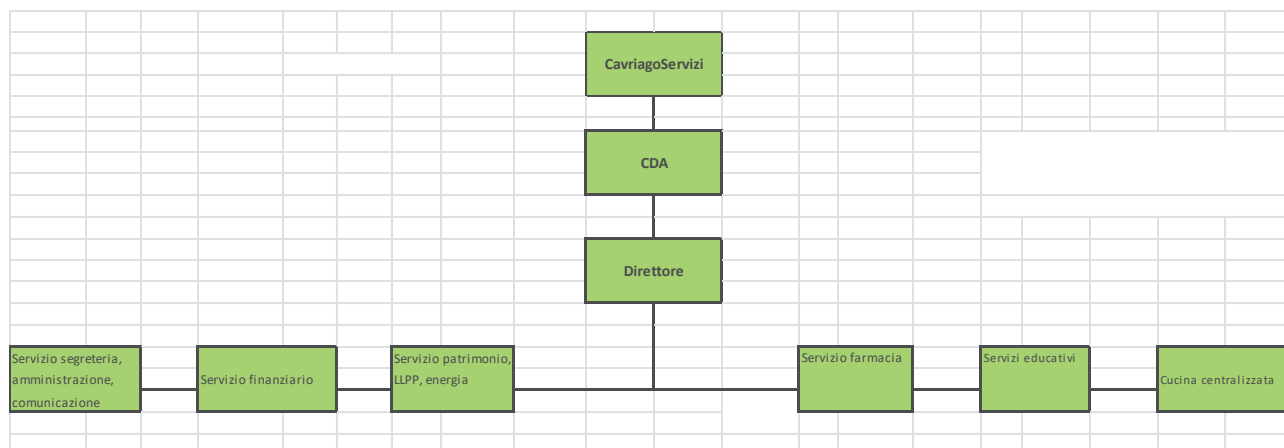 CavriagoServizi
CDA
Direttore
Servizio segreteria,
amministrazione,
comunicazione
Servizio finanziario
Servizio patrimonio,
LLPP, energia
Servizio farmacia
Servizi educativi
Cucina centralizzata